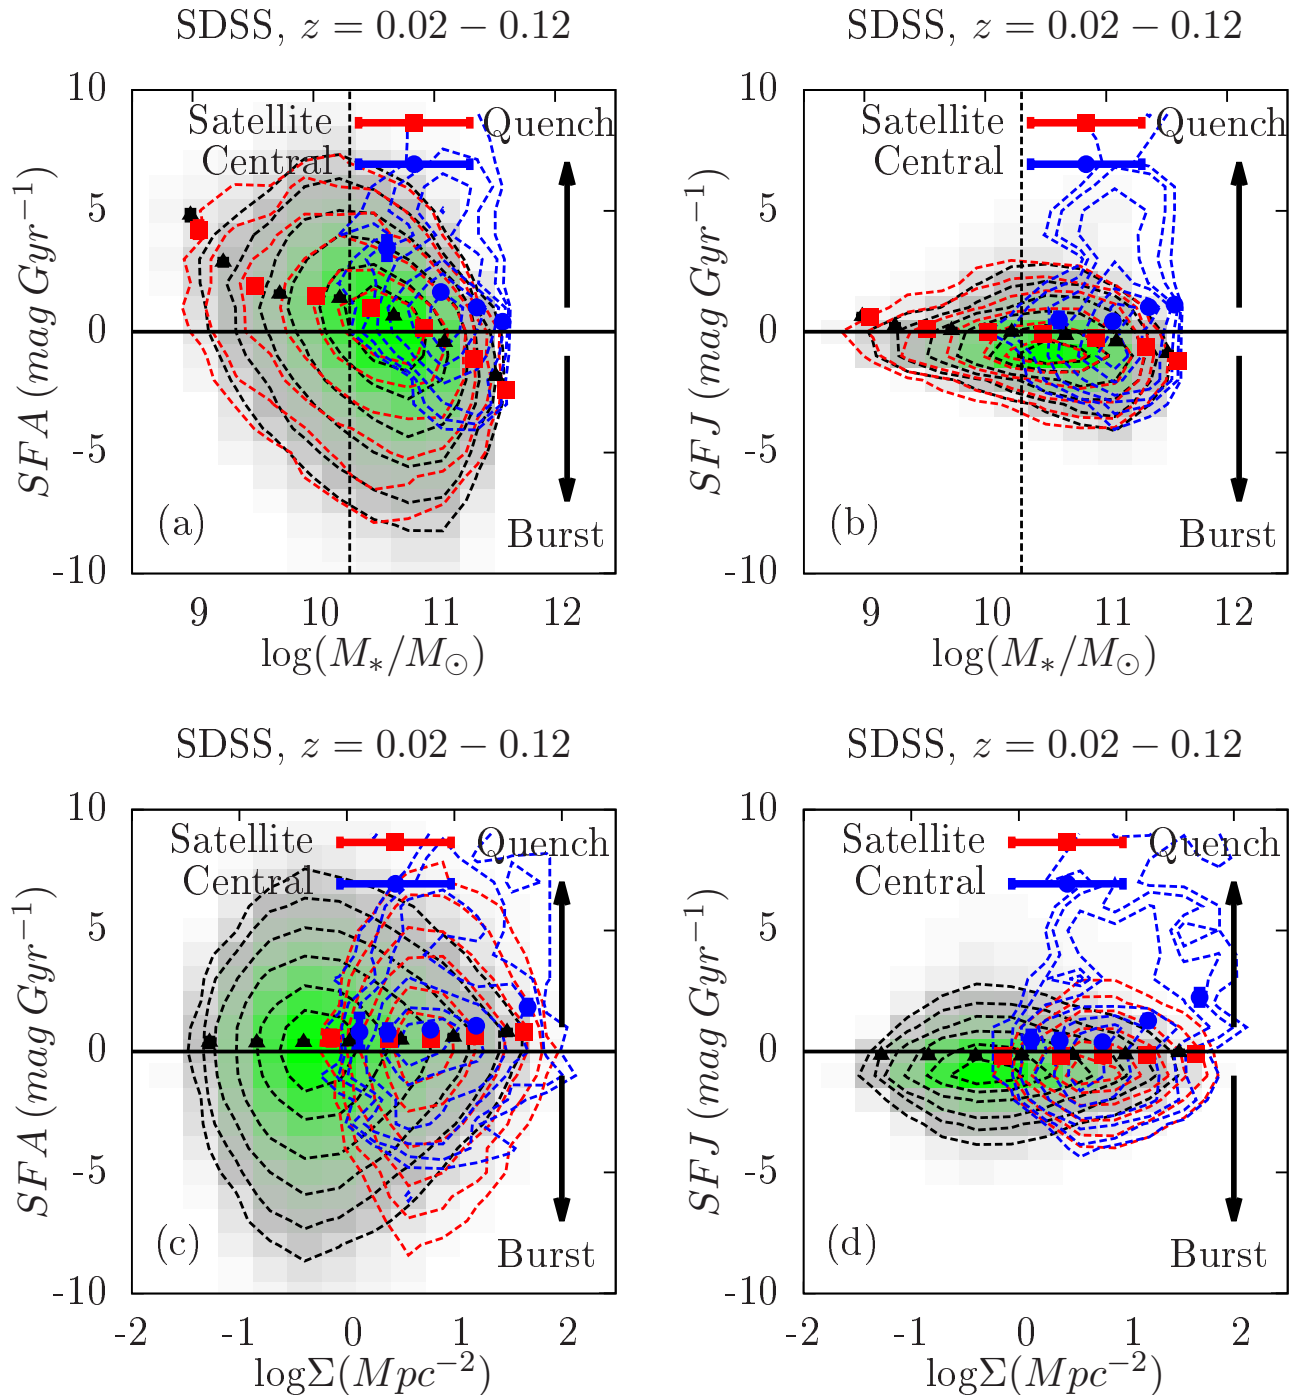 SDSS, z = 0.02 − 0.12
10
5
0
-5
-10
SFA (mag Gyr⁻¹)
Satellite
Central
Quench
Burst
(a)
9 10 11 12
log(M*/M⊙)
SDSS, z = 0.02 − 0.12
10
5
0
-5
-10
SFJ (mag Gyr⁻¹)
Satellite
Central
Quench
Burst
(b)
9 10 11 12
log(M*/M⊙)
SDSS, z = 0.02 − 0.12
10
5
0
-5
-10
SFA (mag Gyr⁻¹)
Satellite
Central
Quench
Burst
(c)
-2 -1 0 1 2
logΣ(Mpc⁻²)
SDSS, z = 0.02 − 0.12
10
5
0
-5
-10
SFJ (mag Gyr⁻¹)
Satellite
Central
Quench
Burst
(d)
-2 -1 0 1 2
logΣ(Mpc⁻²)